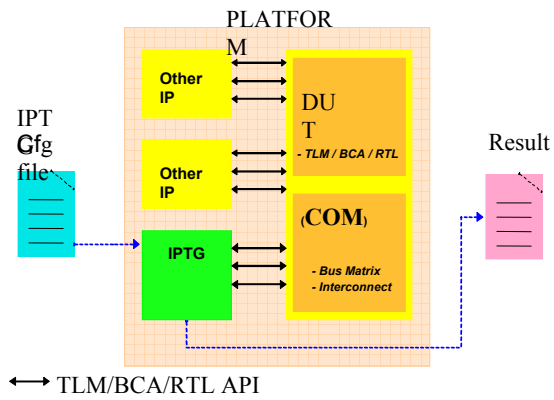 PLATFOR
M
Other
IP
DU
T
- TLM / BCA / RTL
IPT
G
Cfg
file
Result
Other
IP
(COM)
IPTG
- Bus Matrix
- Interconnect
TLM/BCA/RTL API